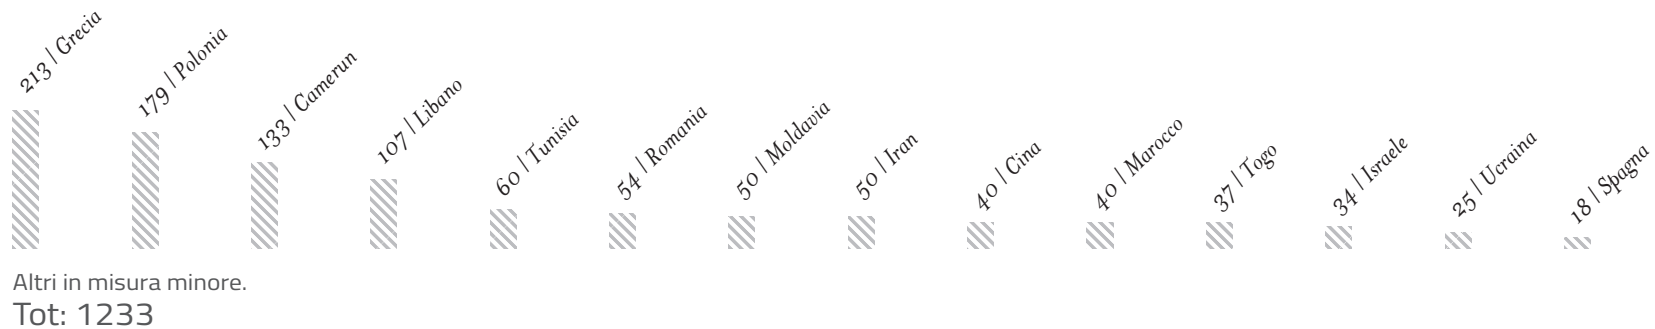 213 | Grecia
179 | Polonia
133 | Camerun
107 | Libano
60 | Tunisia
54 | Romania
50 | Moldavia
50 | Iran
40 | Cina
40 | Marocco
37 | Togo
34 | Israele
25 | Ucraina
18 | Spagna
Altri in misura minore.
Tot: 1233